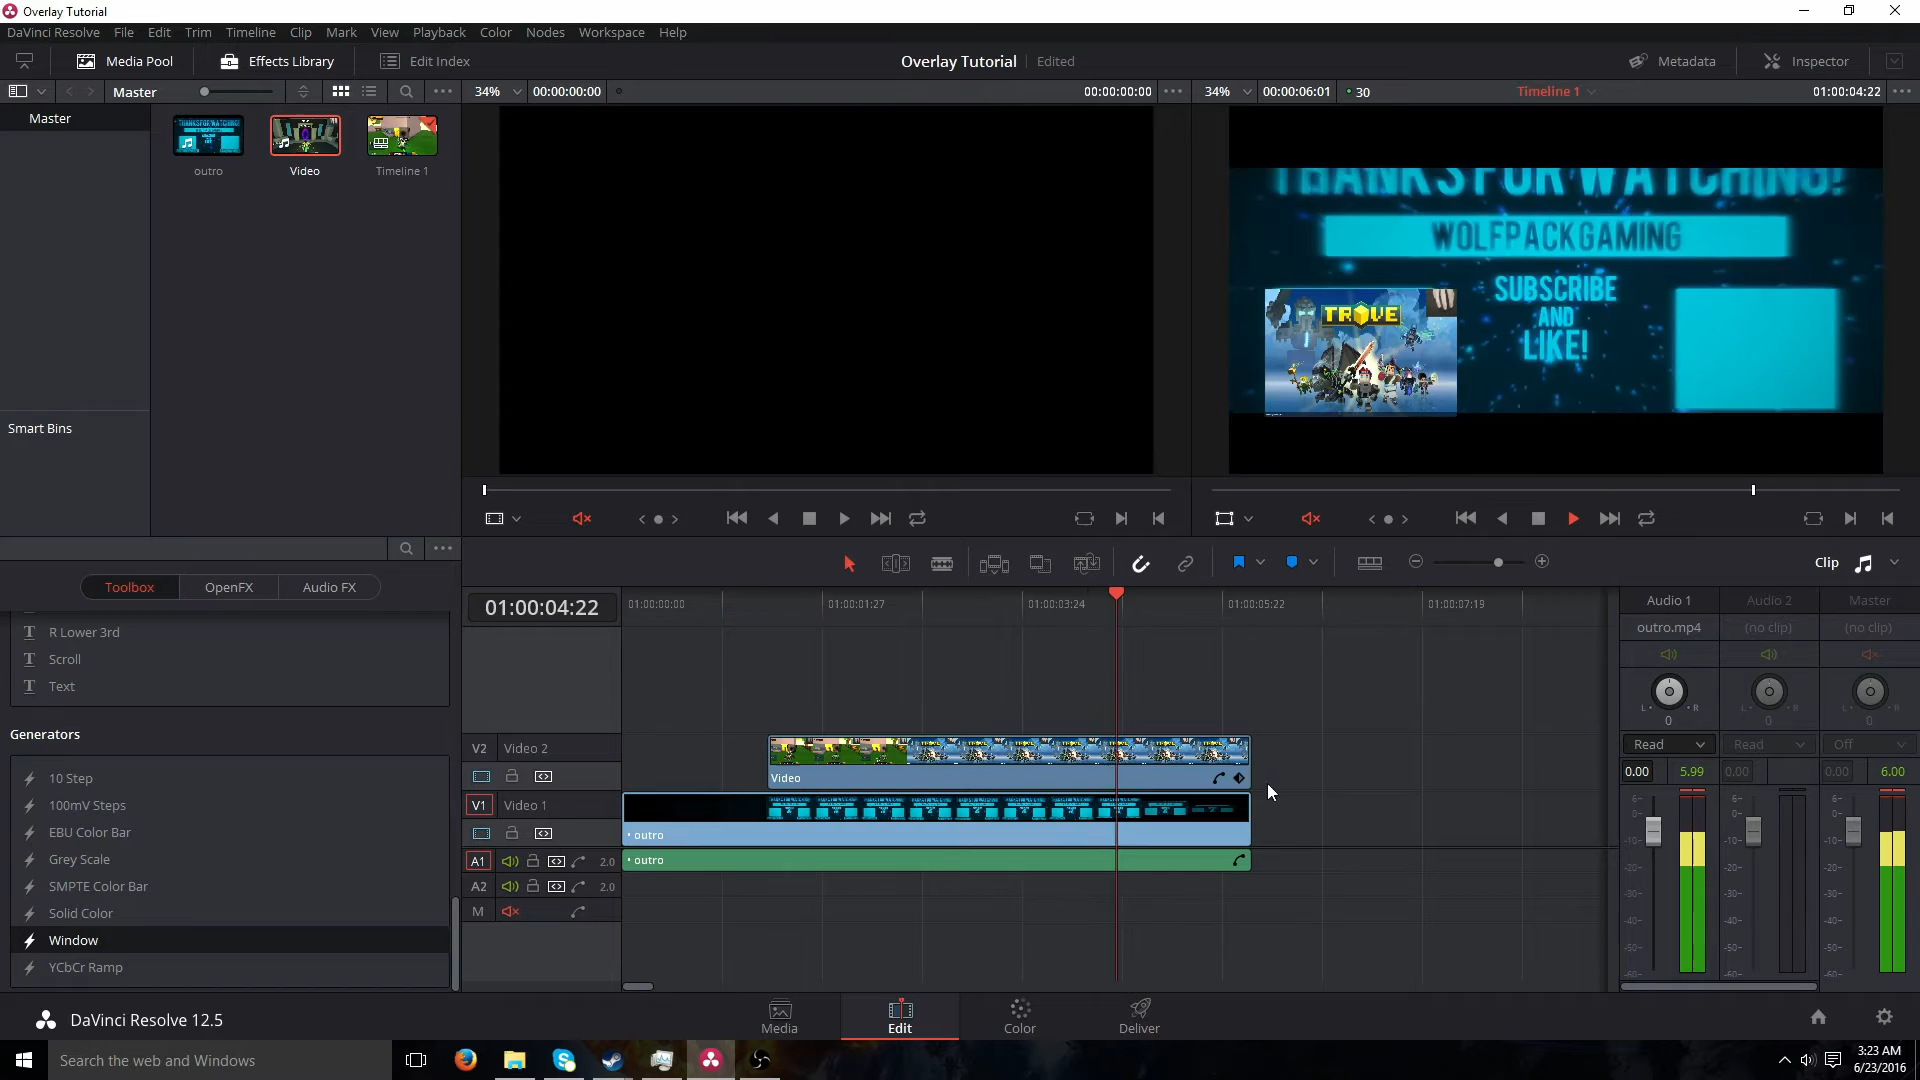 Overlay Tutorial
DaVinci Resolve File Edit Trim Timeline Clip Mark View Playback Color Nodes Workspace Help
Media Pool Effects Library Edit Index Overlay Tutorial Edited Metadata Inspector
Master 34% 00:00:00:00 00:00:00:00 34% 00:00:06:01 30 Timeline 1 01:00:04:22
Master
outro Video Timeline 1
THANKS FOR WATCHING!
WOLFPACKGAMING
SUBSCRIBE
AND
LIKE!
TROVE
Smart Bins
Toolbox OpenFX Audio FX
Clip
R Lower 3rd
Scroll
Text
Generators
10 Step
100mV Steps
EBU Color Bar
Grey Scale
SMPTE Color Bar
Solid Color
Window
YCbCr Ramp
01:00:04:22 01:00:00:00 01:00:01:27 01:00:03:24 01:00:05:22 01:00:07:19
V2 Video 2
Video
V1 Video 1
outro
A1 2.0 outro
A2 2.0
M
Audio 1 Audio 2 Master
outro.mp4 (no clip) (no clip)
L R L R L R
0 0 0
Read Read Off
0.00 5.99 0.00 0.00 6.00
DaVinci Resolve 12.5
Media Edit Color Deliver
Search the web and Windows
3:23 AM
6/23/2016